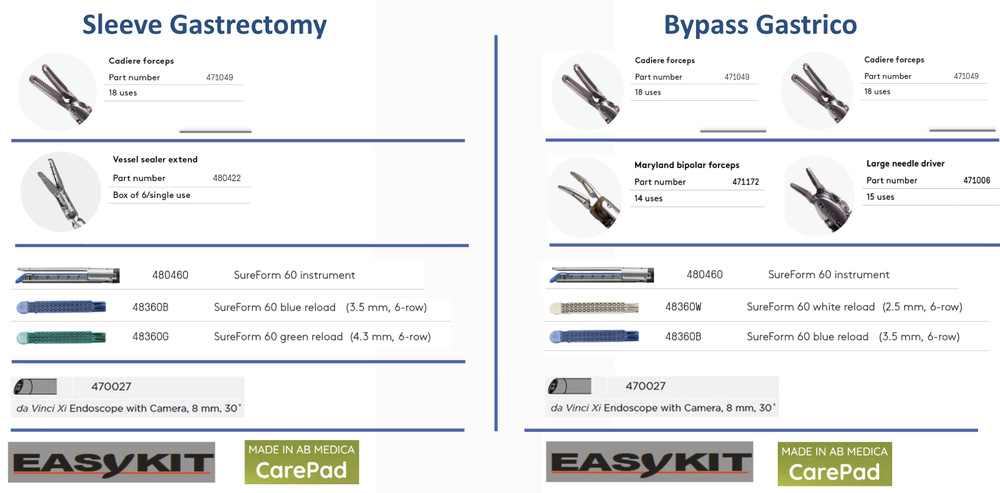 Sleeve Gastrectomy
Cadiere forceps
Part number 471049
18 uses
Vessel sealer extend
Part number 480422
Box of 6/single use
480460 SureForm 60 instrument
48360B SureForm 60 blue reload (3.5 mm, 6-row)
48360G SureForm 60 green reload (4.3 mm, 6-row)
470027
da Vinci Xi Endoscope with Camera, 8 mm, 30°
EASYKIT
MADE IN AB MEDICA
CarePad
Bypass Gastrico
Cadiere forceps
Part number 471049
18 uses
Cadiere forceps
Part number 471049
18 uses
Maryland bipolar forceps
Part number 471172
14 uses
Large needle driver
Part number 471006
15 uses
480460 SureForm 60 instrument
48360W SureForm 60 white reload (2.5 mm, 6-row)
48360B SureForm 60 blue reload (3.5 mm, 6-row)
470027
da Vinci Xi Endoscope with Camera, 8 mm, 30°
EASYKIT
MADE IN AB MEDICA
CarePad